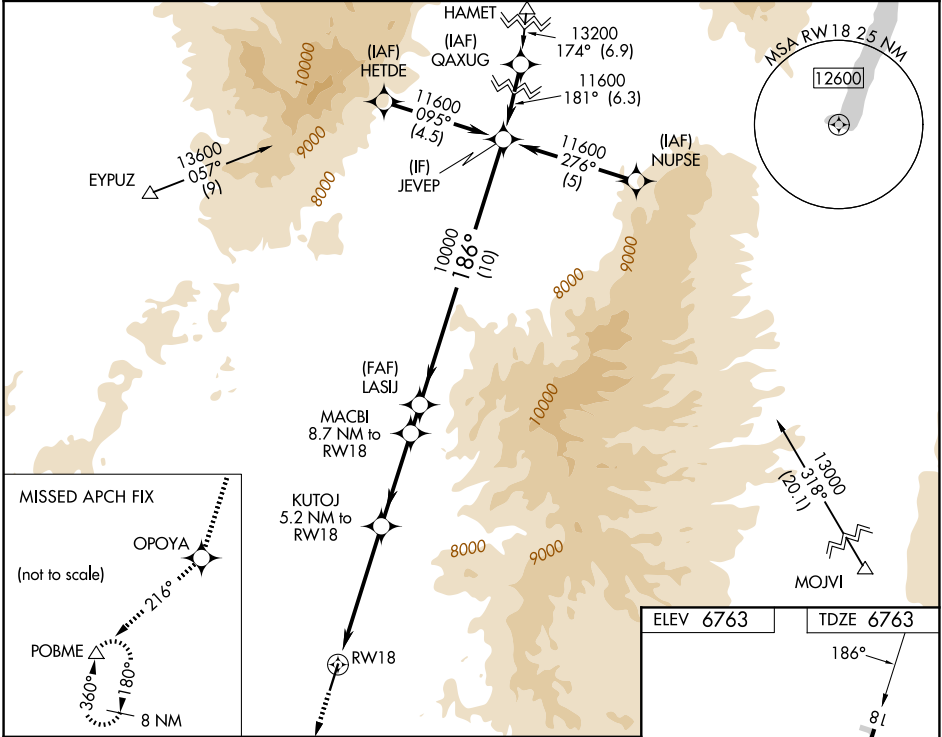 HAMET
13200
174° (6.9)
(IAF)
QAXUG
MSA RW18 25 NM
12600
10000
(IAF)
HETDE
11600
181° (6.3)
11600
095°
(4.5)
9000
(IF)
JEVEP
11600
276°
(5)
(IAF)
NUPSE
13600
057°
(9)
EYPUZ
8000
10000
186°
(10)
9000
8000
(FAF)
LASIJ
10000
MACBI
8.7 NM to
RW18
13000
318°
(20.1)
MISSED APCH FIX
KUTOJ
5.2 NM to
RW18
OPOYA
8000
9000
(not to scale)
MOJVI
216°
ELEV 6763
TDZE 6763
POBME
RW18
186°
360°
180°
8 NM
18